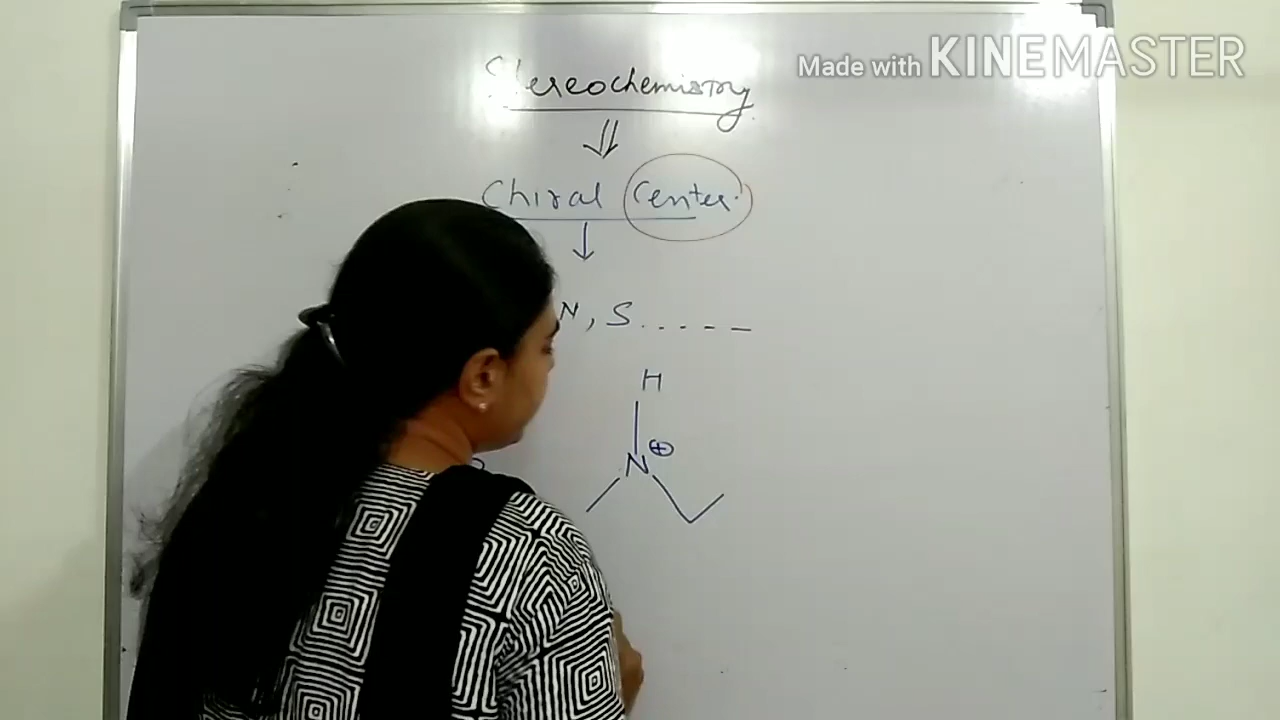 Made with KINEMASTER
Stereochemistry
Chiral Center.
N, S.....
H
N ⊕